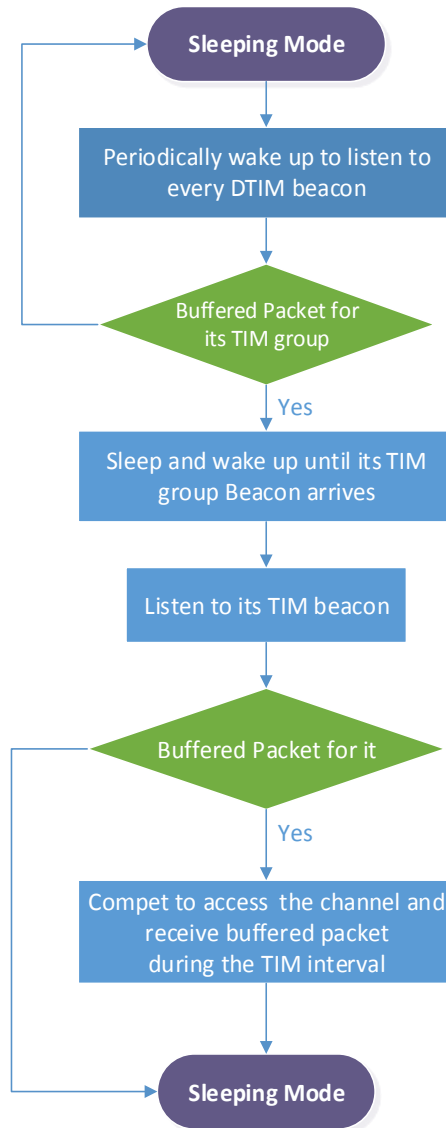 Sleeping Mode
Periodically wake up to listen to
every DTIM beacon
Buffered Packet for
its TIM group
Yes
Sleep and wake up until its TIM
group Beacon arrives
Listen to its TIM beacon
Buffered Packet for it
Yes
Compet to access the channel and
receive buffered packet
during the TIM interval
Sleeping Mode